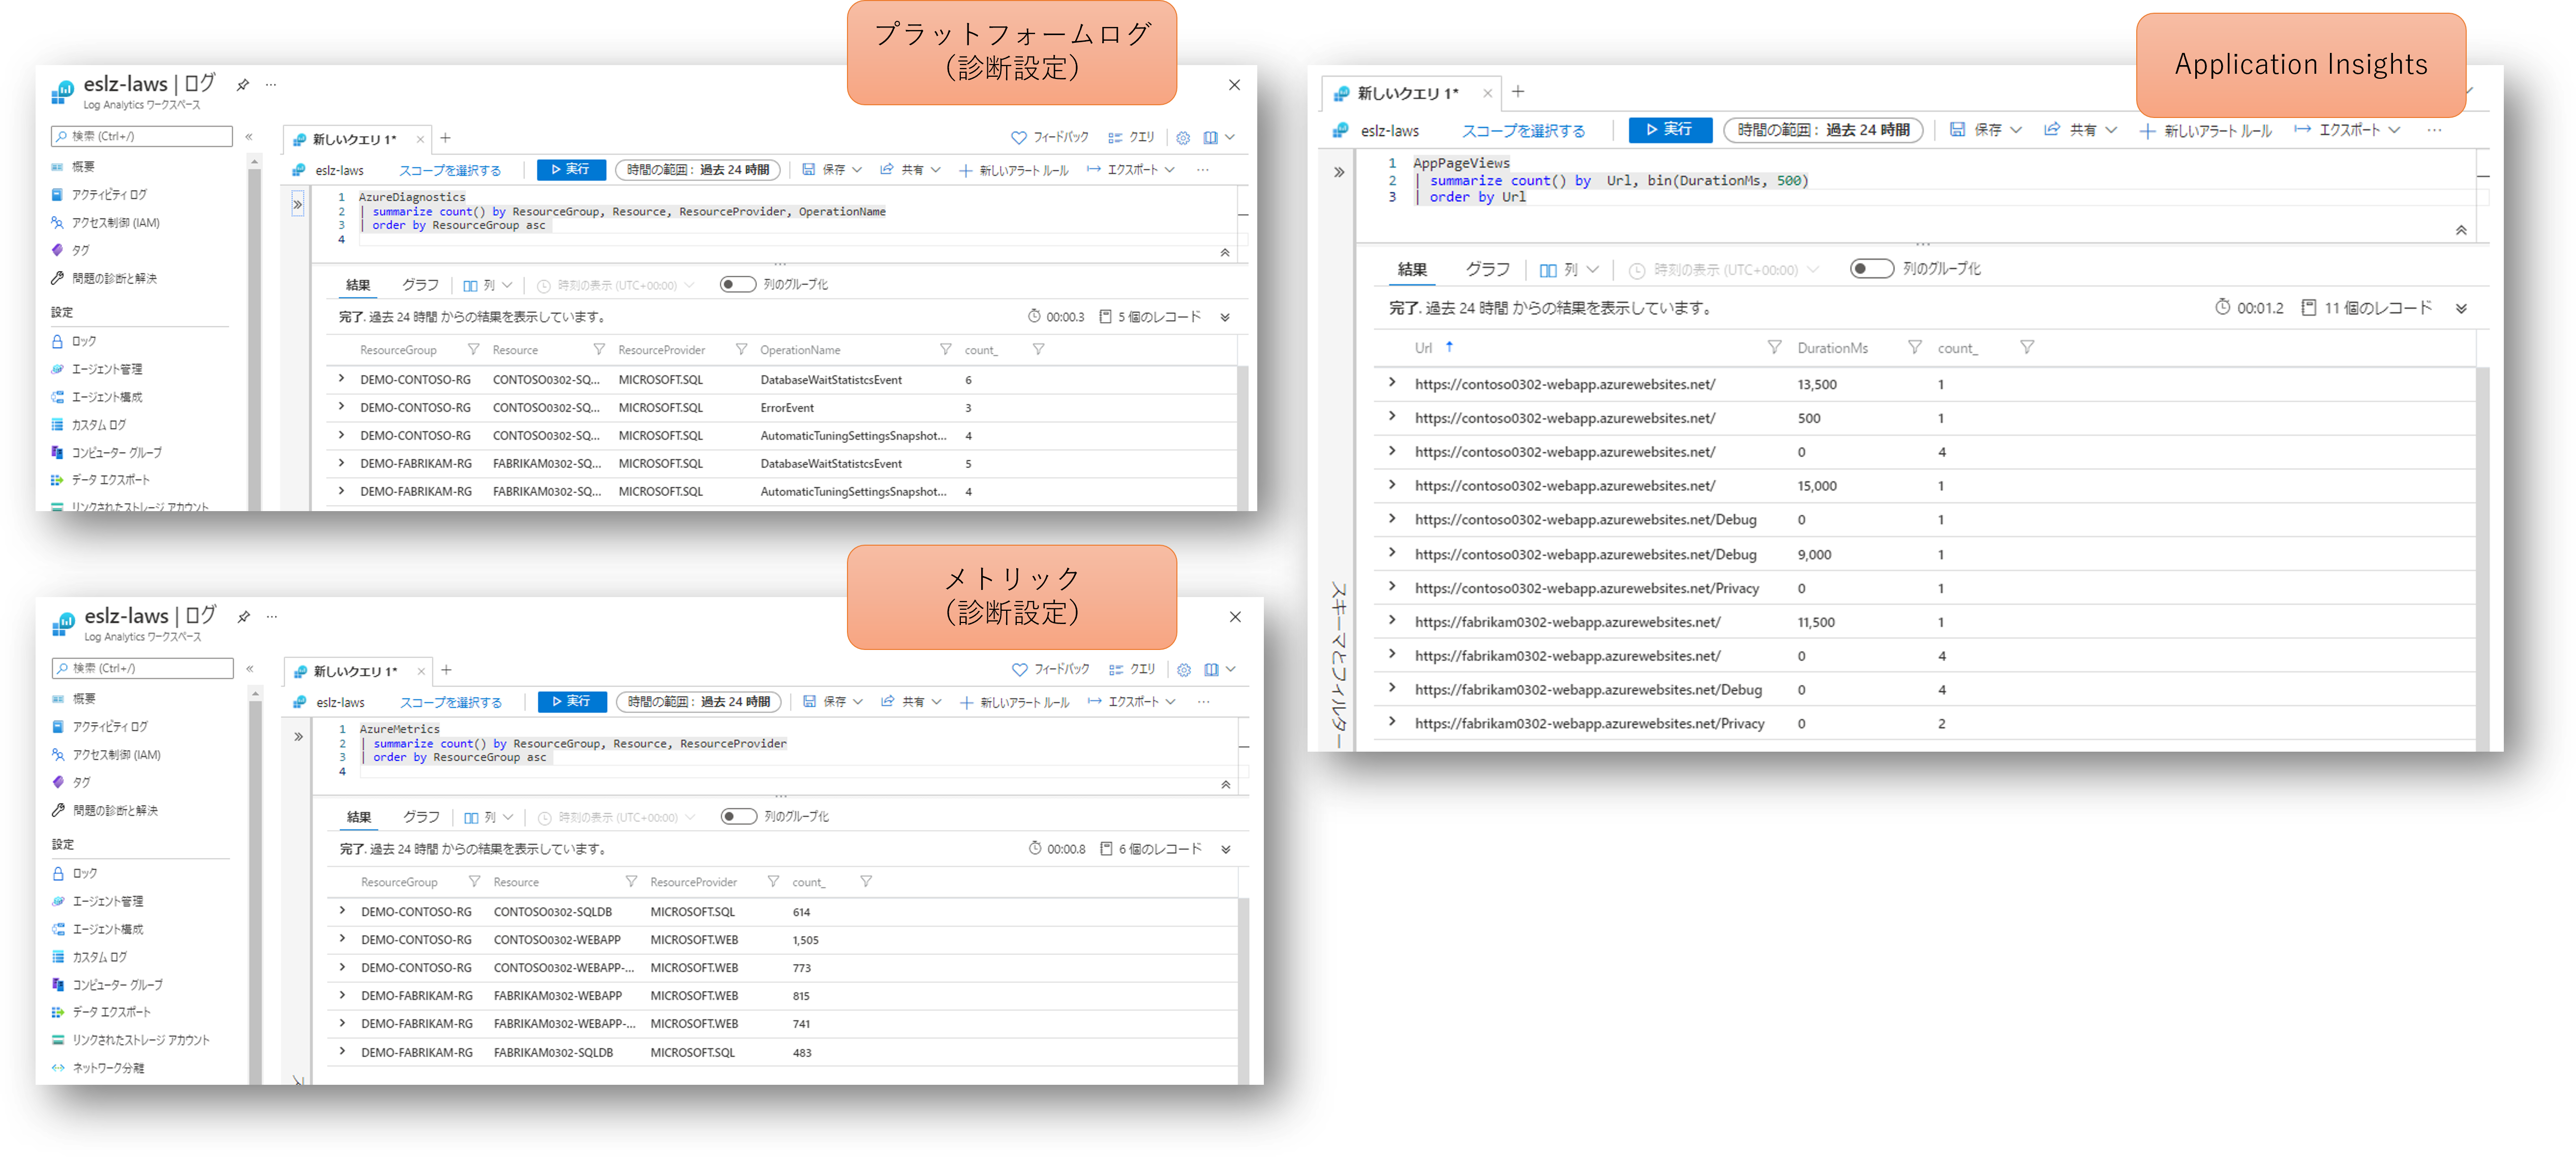 プラットフォームログ
（診断設定）
eslz-laws | ログ
Log Analytics ワークスペース
検索 (Ctrl+/)
概要
アクティビティ ログ
アクセス制御 (IAM)
タグ
問題の診断と解決
設定
ロック
エージェント管理
エージェント構成
カスタム ログ
コンピューター グループ
データ エクスポート
リンクされたストレージ アカウント
新しいクエリ 1*
フィードバック
クエリ
eslz-laws
スコープを選択する
実行
時間の範囲: 過去 24 時間
保存
共有
新しいアラート ルール
エクスポート
1 AzureDiagnostics
2 | summarize count() by ResourceGroup, Resource, ResourceProvider, OperationName
3 | order by ResourceGroup asc
4
結果 グラフ 列 時刻の表示 (UTC+00:00) 列のグループ化
完了. 過去 24 時間 からの結果を表示しています。 00:00.3 5 個のレコード
ResourceGroup Resource ResourceProvider OperationName count_
DEMO-CONTOSO-RG CONTOSO0302-SQ... MICROSOFT.SQL DatabaseWaitStatistcsEvent 6
DEMO-CONTOSO-RG CONTOSO0302-SQ... MICROSOFT.SQL ErrorEvent 3
DEMO-CONTOSO-RG CONTOSO0302-SQ... MICROSOFT.SQL AutomaticTuningSettingsSnapshot... 4
DEMO-FABRIKAM-RG FABRIKAM0302-SQ... MICROSOFT.SQL DatabaseWaitStatistcsEvent 5
DEMO-FABRIKAM-RG FABRIKAM0302-SQ... MICROSOFT.SQL AutomaticTuningSettingsSnapshot... 4
メトリック
（診断設定）
eslz-laws | ログ
Log Analytics ワークスペース
検索 (Ctrl+/)
概要
アクティビティ ログ
アクセス制御 (IAM)
タグ
問題の診断と解決
設定
ロック
エージェント管理
エージェント構成
カスタム ログ
コンピューター グループ
データ エクスポート
リンクされたストレージ アカウント
ネットワーク分離
新しいクエリ 1*
フィードバック
クエリ
eslz-laws
スコープを選択する
実行
時間の範囲: 過去 24 時間
保存
共有
新しいアラート ルール
エクスポート
1 AzureMetrics
2 | summarize count() by ResourceGroup, Resource, ResourceProvider
3 | order by ResourceGroup asc
4
結果 グラフ 列 時刻の表示 (UTC+00:00) 列のグループ化
完了. 過去 24 時間 からの結果を表示しています。 00:00.8 6 個のレコード
ResourceGroup Resource ResourceProvider count_
DEMO-CONTOSO-RG CONTOSO0302-SQLDB MICROSOFT.SQL 614
DEMO-CONTOSO-RG CONTOSO0302-WEBAPP MICROSOFT.WEB 1,505
DEMO-CONTOSO-RG CONTOSO0302-WEBAPP-... MICROSOFT.WEB 773
DEMO-FABRIKAM-RG FABRIKAM0302-WEBAPP MICROSOFT.WEB 815
DEMO-FABRIKAM-RG FABRIKAM0302-WEBAPP-... MICROSOFT.WEB 741
DEMO-FABRIKAM-RG FABRIKAM0302-SQLDB MICROSOFT.SQL 483
Application Insights
新しいクエリ 1*
eslz-laws
スコープを選択する
実行
時間の範囲: 過去 24 時間
保存
共有
新しいアラート ルール
エクスポート
1 AppPageViews
2 | summarize count() by Url, bin(DurationMs, 500)
3 | order by Url
結果 グラフ 列 時刻の表示 (UTC+00:00) 列のグループ化
完了. 過去 24 時間 からの結果を表示しています。 00:01.2 11 個のレコード
スキーマとフィルター
Url DurationMs count_
https://contoso0302-webapp.azurewebsites.net/ 13,500 1
https://contoso0302-webapp.azurewebsites.net/ 500 1
https://contoso0302-webapp.azurewebsites.net/ 0 4
https://contoso0302-webapp.azurewebsites.net/ 15,000 1
https://contoso0302-webapp.azurewebsites.net/Debug 0 1
https://contoso0302-webapp.azurewebsites.net/Debug 9,000 1
https://contoso0302-webapp.azurewebsites.net/Privacy 0 1
https://fabrikam0302-webapp.azurewebsites.net/ 11,500 1
https://fabrikam0302-webapp.azurewebsites.net/ 0 4
https://fabrikam0302-webapp.azurewebsites.net/Debug 0 4
https://fabrikam0302-webapp.azurewebsites.net/Privacy 0 2